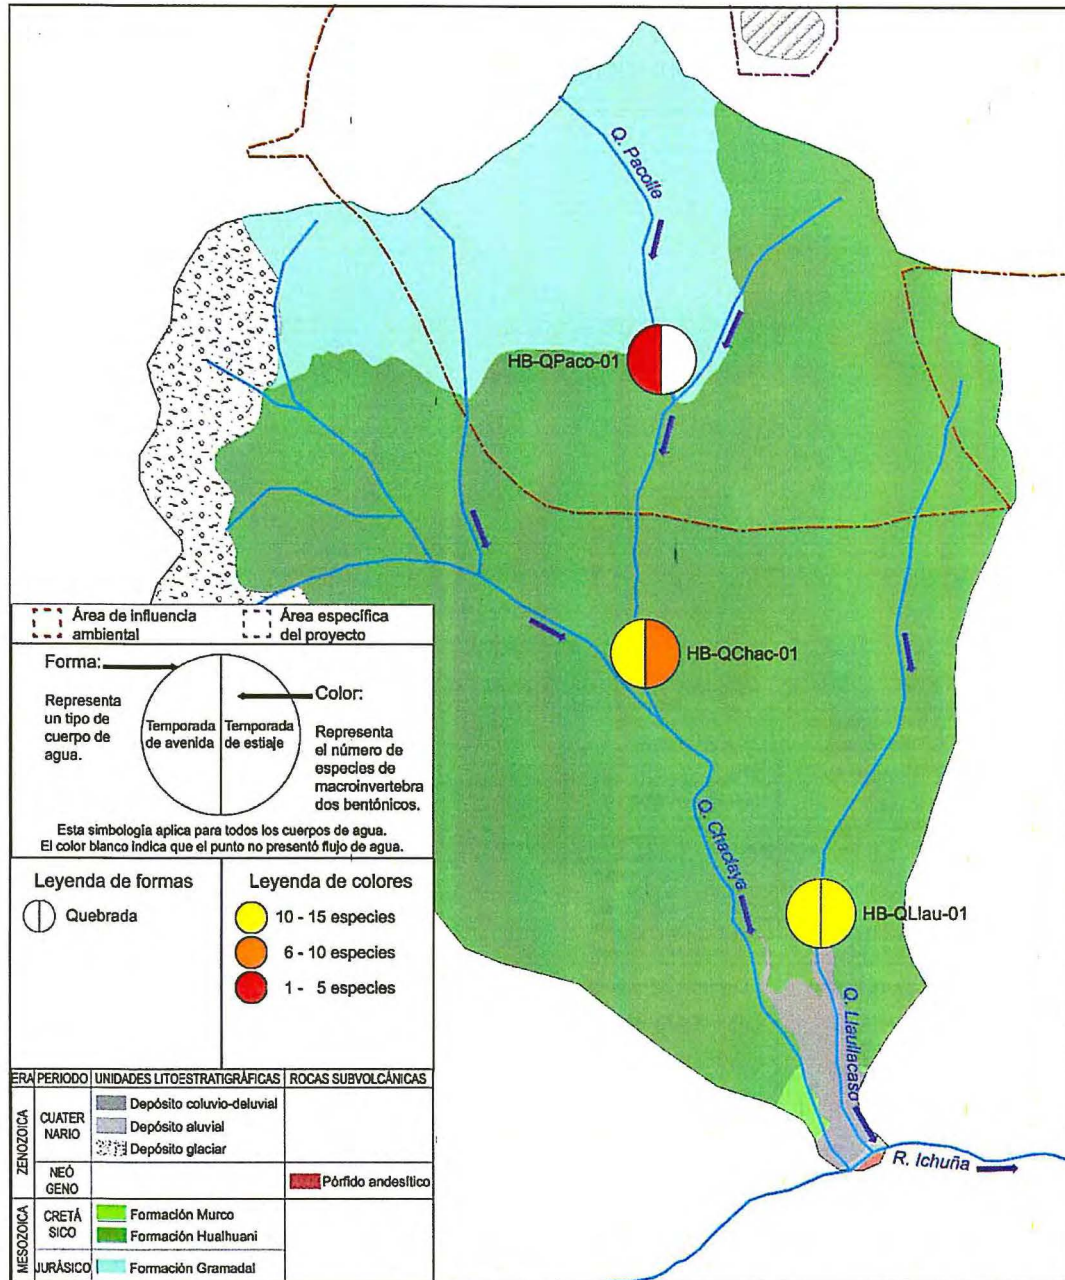 Q. Pacolle
HB-QPaco-01
HB-QChac-01
Q. Chaclaya
HB-QLlau-01
Q. Llaullacaso
R. Ichuña
Área de influencia
ambiental
Área específica
del proyecto
Forma:
Representa
un tipo de
cuerpo de
agua.
Temporada
de avenida
Temporada
de estiaje
Color:
Representa
el número de
especies de
macroinvertebra
dos bentónicos.
Esta simbología aplica para todos los cuerpos de agua.
El color blanco indica que el punto no presentó flujo de agua.
Leyenda de formas
Quebrada
Leyenda de colores
10 - 15 especies
6 - 10 especies
1 - 5 especies
ERA PERIODO UNIDADES LITOESTRATIGRÁFICAS ROCAS SUBVOLCÁNICAS
ZENOZOICA
CUATER
NARIO
Depósito coluvio-deluvial
Depósito aluvial
Depósito glaciar
NEÓ
GENO
Pórfido andesítico
MESOZOICA
CRETÁ
SICO
Formación Murco
Formación Hualhuani
JURÁSICO
Formación Gramadal